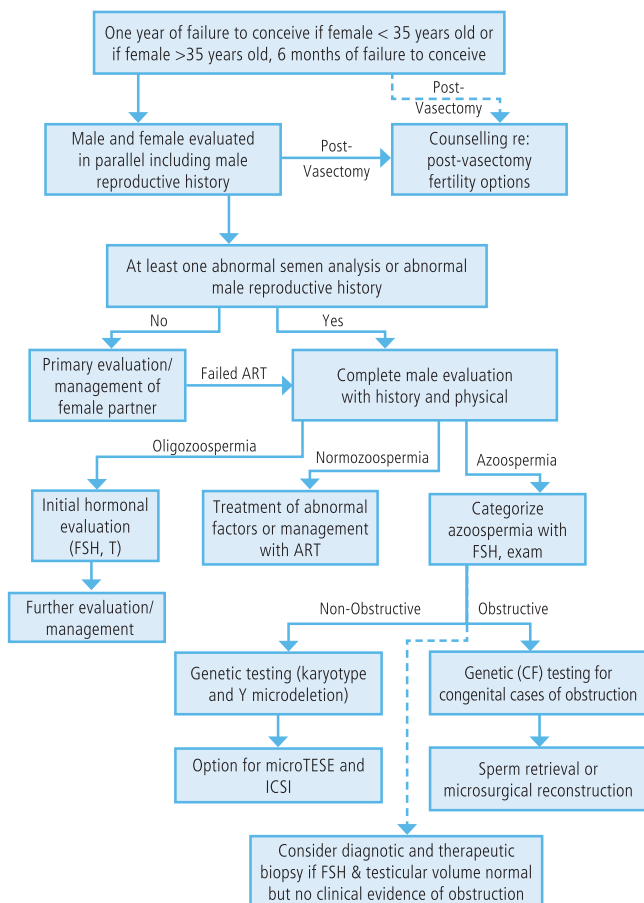 One year of failure to conceive if female < 35 years old or
if female >35 years old, 6 months of failure to conceive
Post-
Vasectomy
Male and female evaluated
in parallel including male
reproductive history
Post-
Vasectomy
Counselling re:
post-vasectomy
fertility options
At least one abnormal semen analysis or abnormal
male reproductive history
No
Yes
Primary evaluation/
management of
female partner
Failed ART
Complete male evaluation
with history and physical
Oligozoospermia
Normozoospermia
Azoospermia
Initial hormonal
evaluation
(FSH, T)
Treatment of abnormal
factors or management
with ART
Categorize
azoospermia with
FSH, exam
Further evaluation/
management
Non-Obstructive
Obstructive
Genetic testing (karyotype
and Y microdeletion)
Genetic (CF) testing for
congenital cases of obstruction
Option for microTESE and
ICSI
Sperm retrieval or
microsurgical reconstruction
Consider diagnostic and therapeutic
biopsy if FSH & testicular volume normal
but no clinical evidence of obstruction